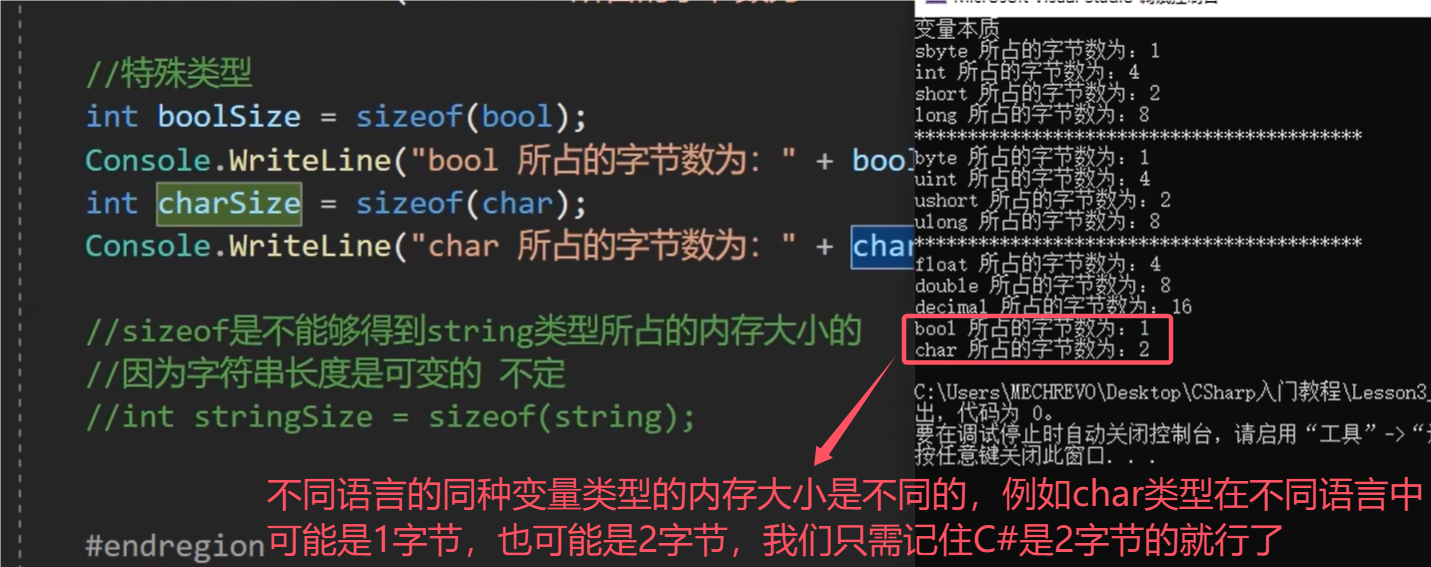 //特殊类型
int boolSize = sizeof(bool);
Console.WriteLine("bool 所占的字节数为: " + bool
int charSize = sizeof(char);
Console.WriteLine("char 所占的字节数为: " + char
//sizeof是不能够得到string类型所占的内存大小的
//因为字符串长度是可变的 不定
//int stringSize = sizeof(string);
#endregion
变量本质
sbyte 所占的字节数为: 1
int 所占的字节数为: 4
short 所占的字节数为: 2
long 所占的字节数为: 8
******************************************
byte 所占的字节数为: 1
uint 所占的字节数为: 4
ushort 所占的字节数为: 2
ulong 所占的字节数为: 8
******************************************
float 所占的字节数为: 4
double 所占的字节数为: 8
decimal 所占的字节数为: 16
bool 所占的字节数为: 1
char 所占的字节数为: 2
C:\Users\MECHREVO\Desktop\CSharp入门教程\Lesson3_
出，代码为 0。
要在调试停止时自动关闭控制台，请启用“工具”->“
按任意键关闭此窗口. . .
不同语言的同种变量类型的内存大小是不同的，例如char类型在不同语言中
可能是1字节，也可能是2字节，我们只需记住C#是2字节的就行了